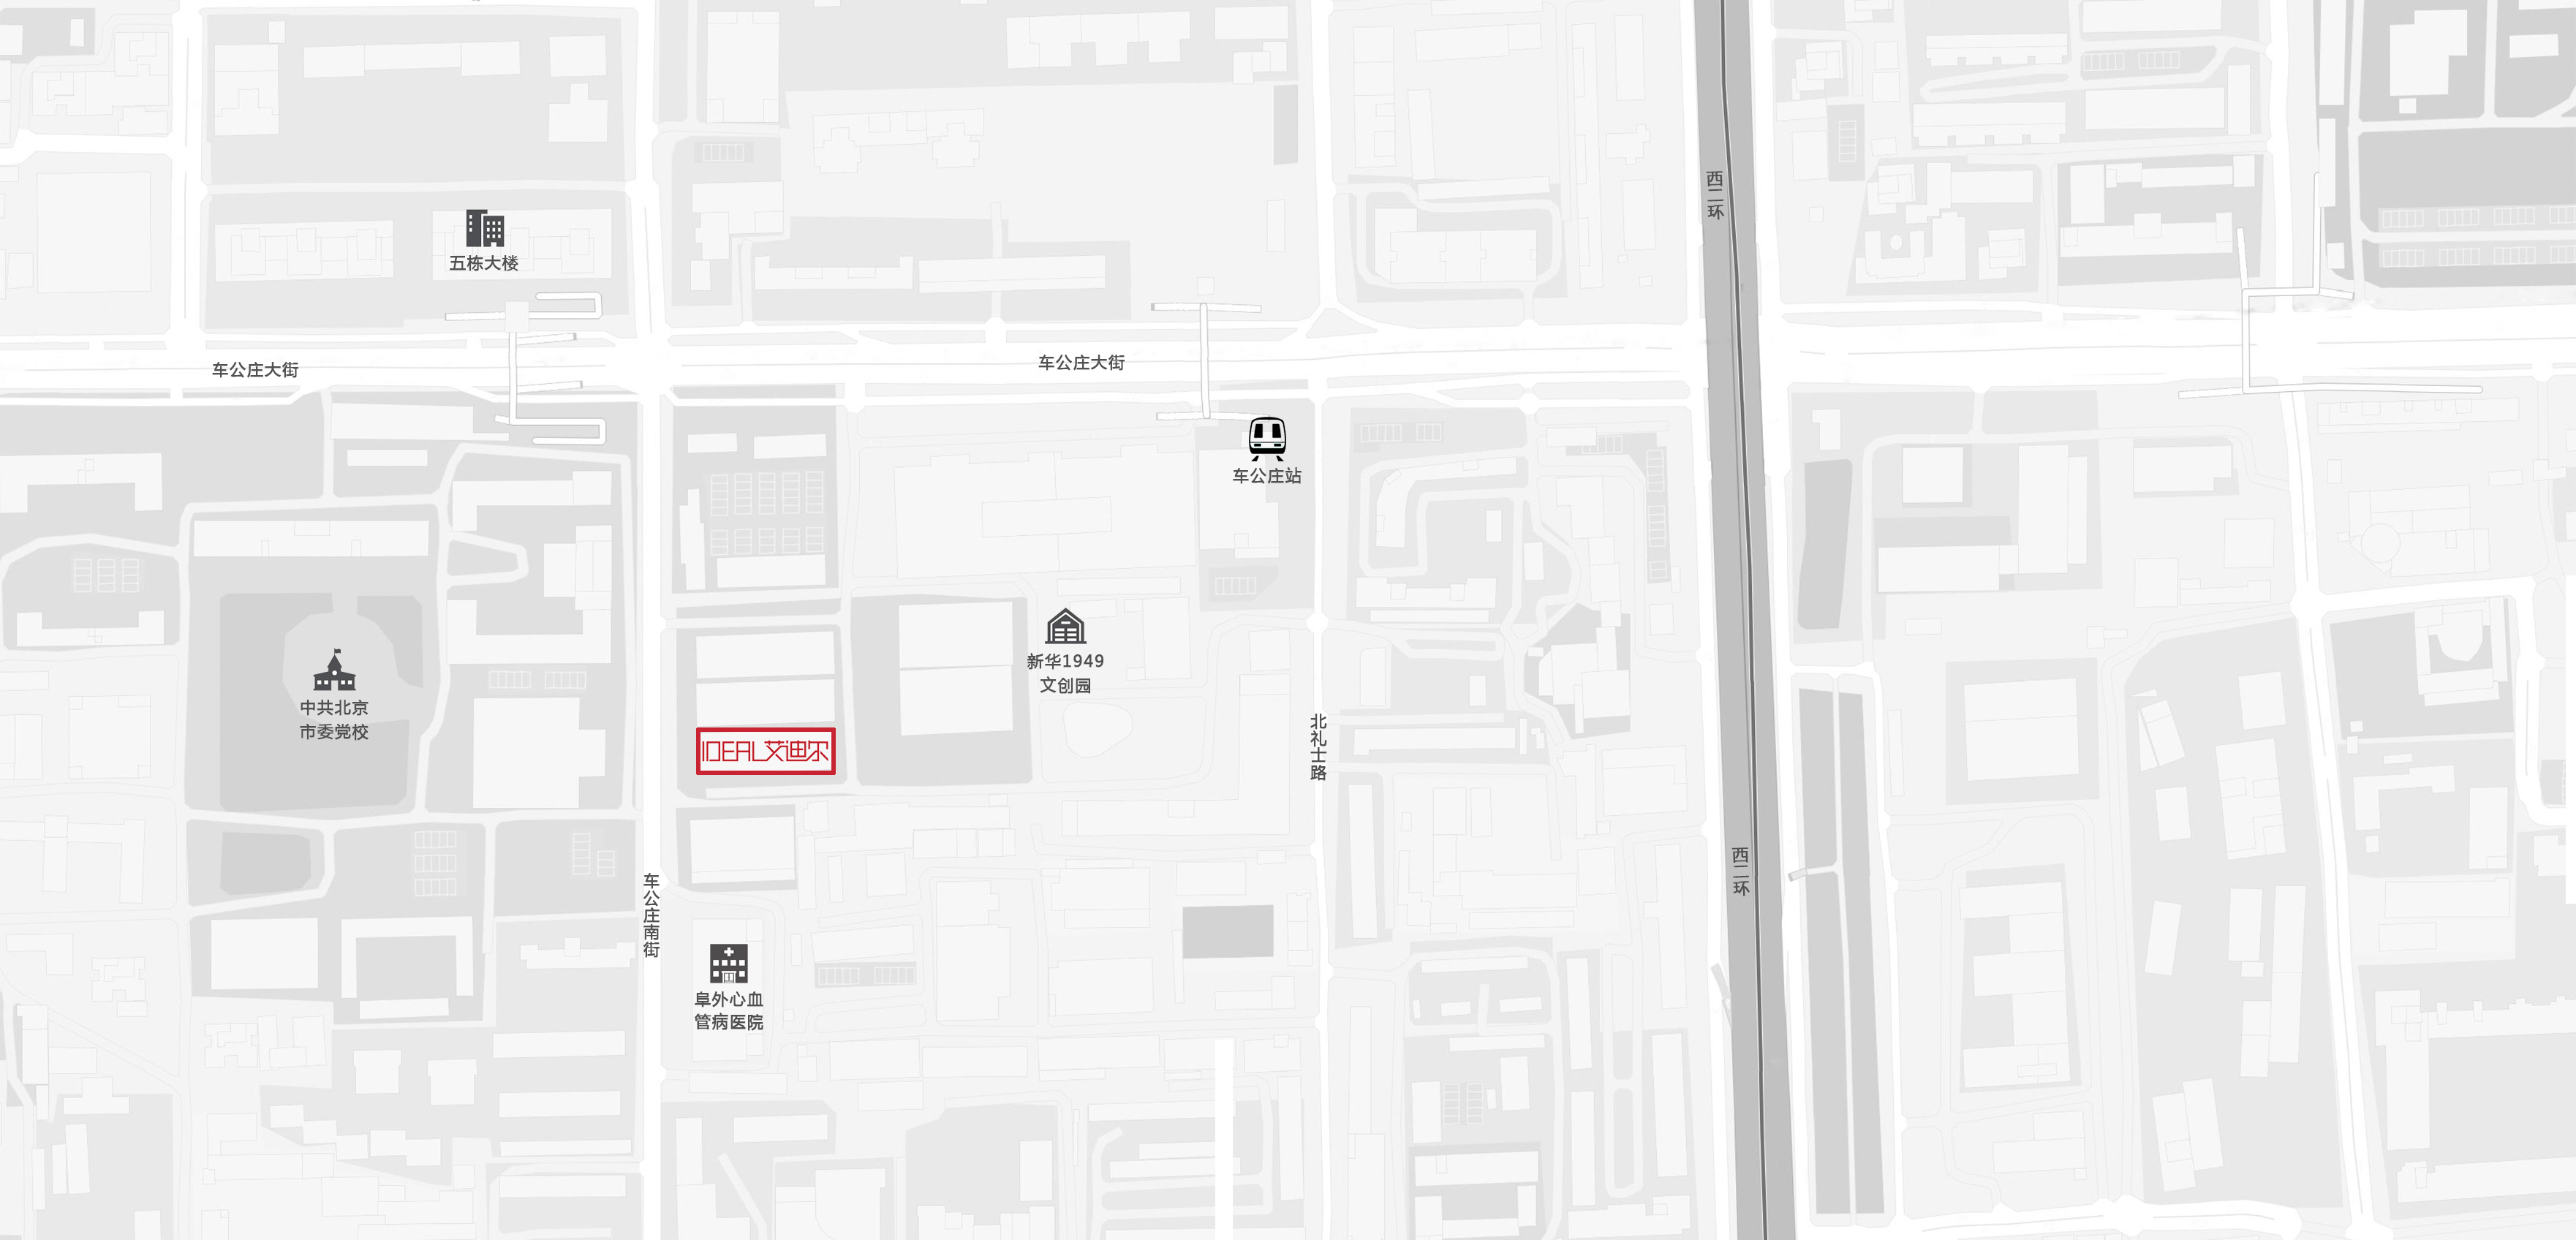 西二环
五栋大楼
车公庄大街
车公庄大街
车公庄站
新华1949
文创园
中共北京
市委党校
IDEAL艾迪尔
北礼士路
西二环
车公庄南街
阜外心血
管病医院